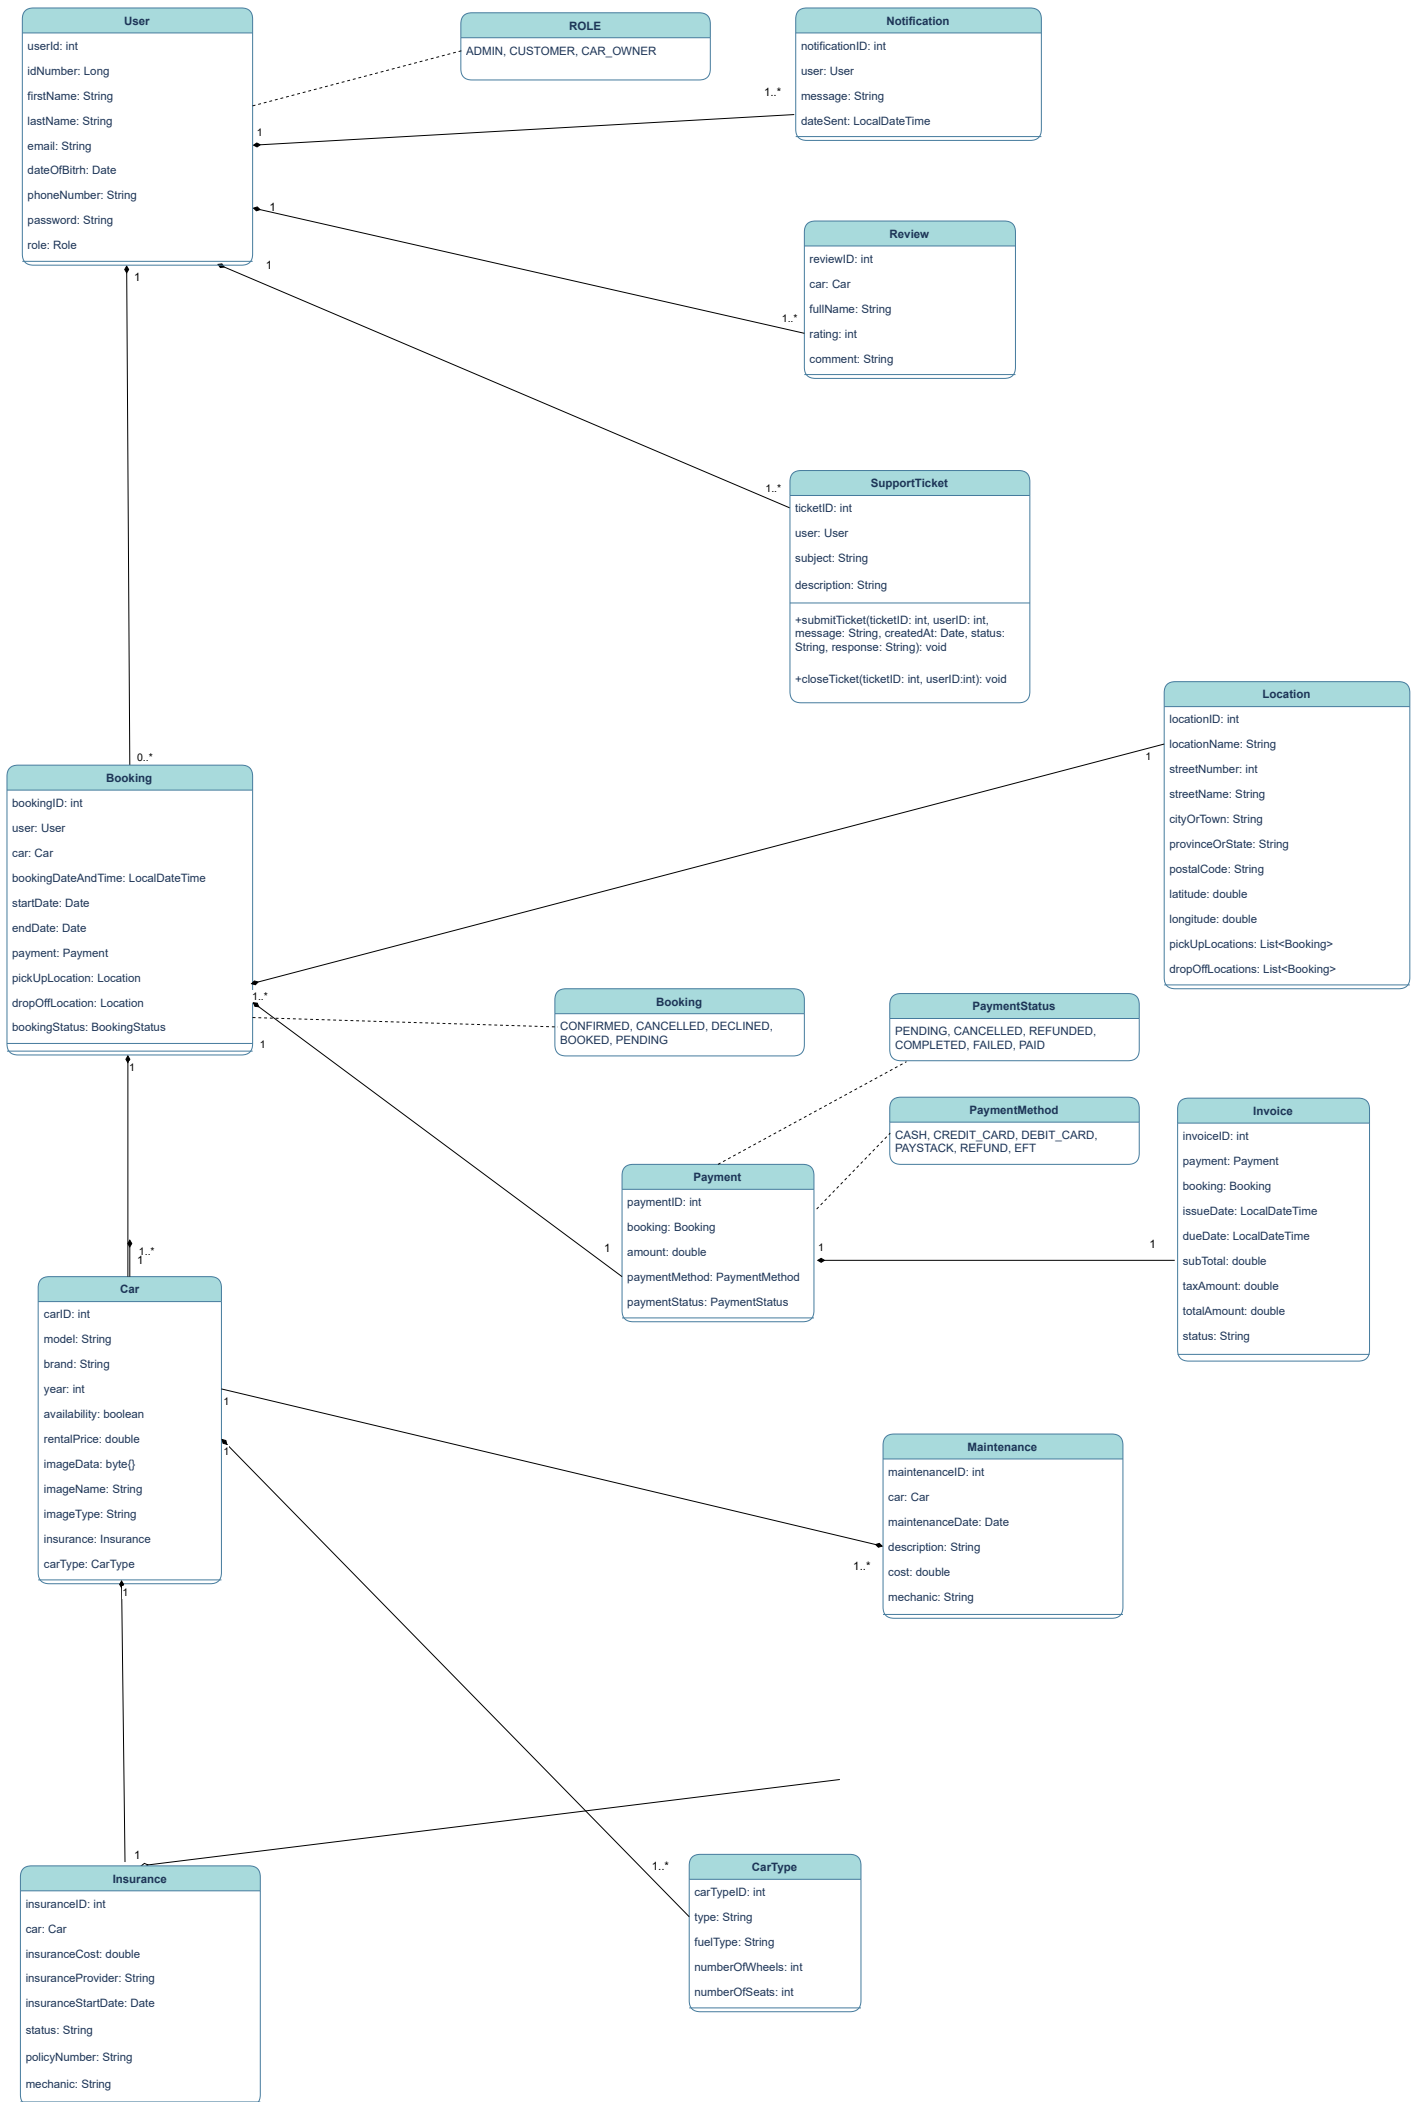 User
userId: int
idNumber: Long
firstName: String
lastName: String
email: String
dateOfBitrh: Date
phoneNumber: String
password: String
role: Role
ROLE
ADMIN, CUSTOMER, CAR_OWNER
Notification
notificationID: int
user: User
message: String
dateSent: LocalDateTime
1
1..*
1
1..*
Review
reviewID: int
car: Car
fullName: String
rating: int
comment: String
1
1
1..*
SupportTicket
ticketID: int
user: User
subject: String
description: String
+submitTicket(ticketID: int, userID: int,
message: String, createdAt: Date, status:
String, response: String): void
+closeTicket(ticketID: int, userID:int): void
0..*
Booking
bookingID: int
user: User
car: Car
bookingDateAndTime: LocalDateTime
startDate: Date
endDate: Date
payment: Payment
pickUpLocation: Location
dropOffLocation: Location
bookingStatus: BookingStatus
Location
locationID: int
locationName: String
streetNumber: int
streetName: String
cityOrTown: String
provinceOrState: String
postalCode: String
latitude: double
longitude: double
pickUpLocations: List<Booking>
dropOffLocations: List<Booking>
1
1..*
1
1
Booking
CONFIRMED, CANCELLED, DECLINED,
BOOKED, PENDING
PaymentStatus
PENDING, CANCELLED, REFUNDED,
COMPLETED, FAILED, PAID
PaymentMethod
CASH, CREDIT_CARD, DEBIT_CARD,
PAYSTACK, REFUND, EFT
Payment
paymentID: int
booking: Booking
amount: double
paymentMethod: PaymentMethod
paymentStatus: PaymentStatus
1
1
1
Invoice
invoiceID: int
payment: Payment
booking: Booking
issueDate: LocalDateTime
dueDate: LocalDateTime
subTotal: double
taxAmount: double
totalAmount: double
status: String
1..*
1
Car
carID: int
model: String
brand: String
year: int
availability: boolean
rentalPrice: double
imageData: byte{}
imageName: String
imageType: String
insurance: Insurance
carType: CarType
1
1
1
1..*
Maintenance
maintenanceID: int
car: Car
maintenanceDate: Date
description: String
cost: double
mechanic: String
1
Insurance
insuranceID: int
car: Car
insuranceCost: double
insuranceProvider: String
insuranceStartDate: Date
status: String
policyNumber: String
mechanic: String
1..*
CarType
carTypeID: int
type: String
fuelType: String
numberOfWheels: int
numberOfSeats: int